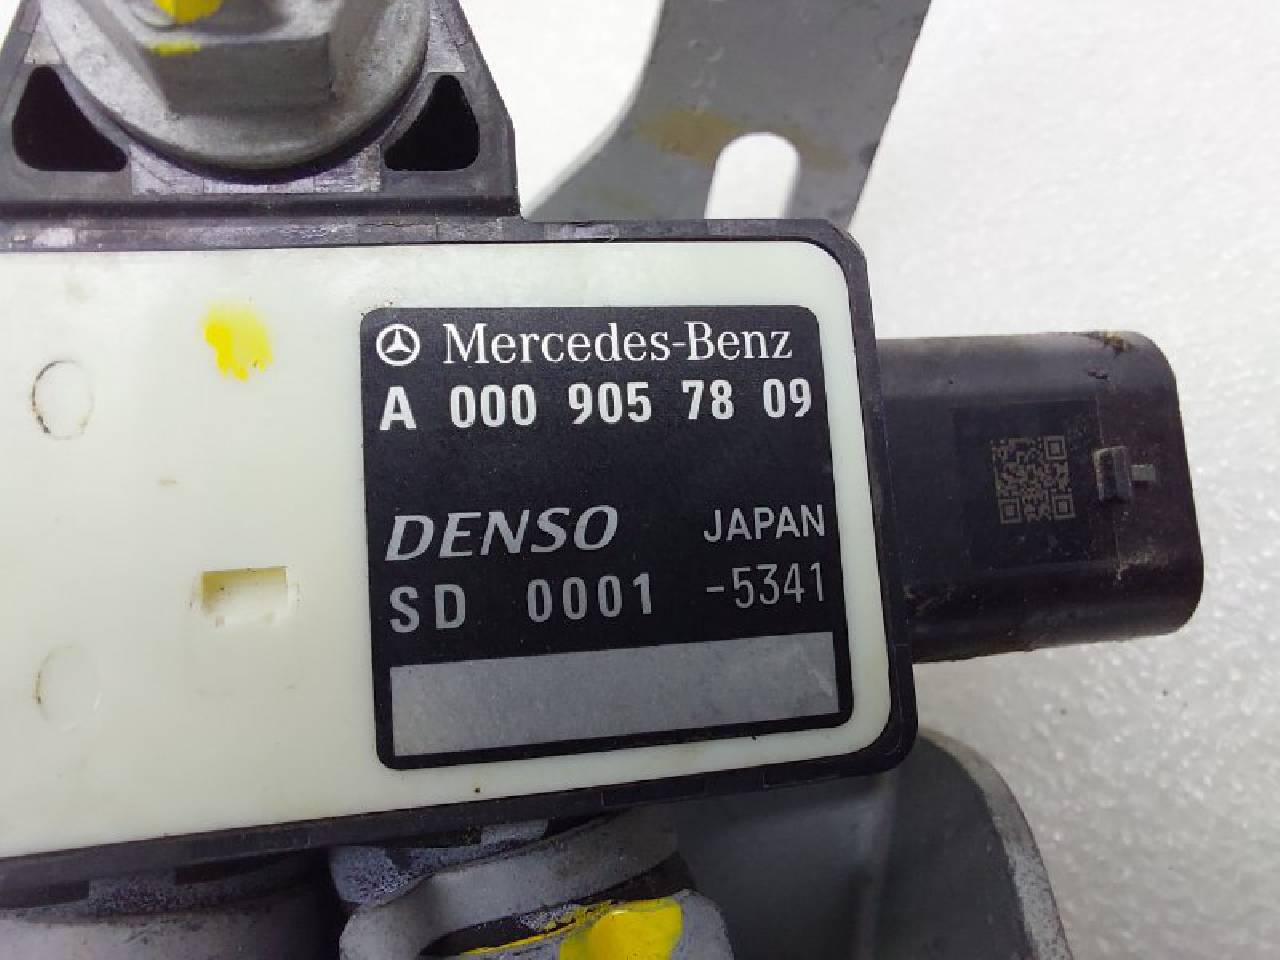 Mercedes-Benz
A 000 905 78 09
DENSO JAPAN
SD 0001 -5341